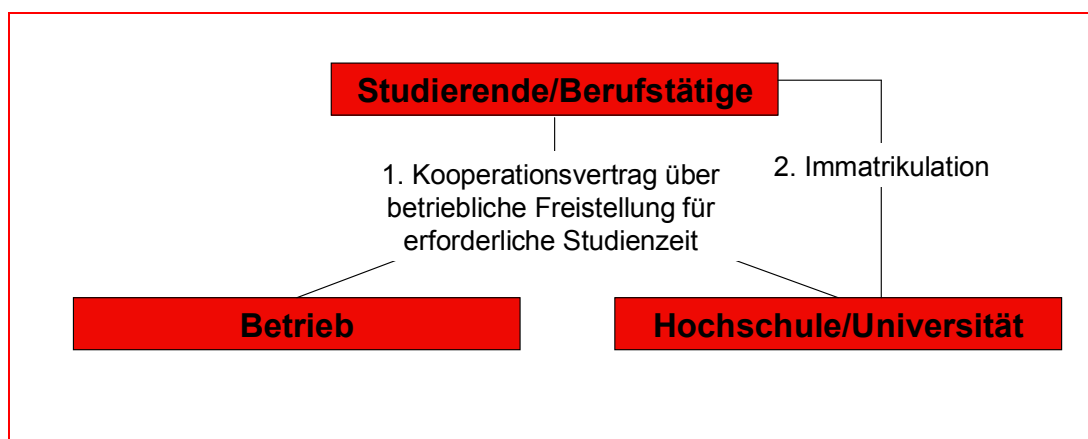 Studierende/Berufstätige
1. Kooperationsvertrag über
betriebliche Freistellung für
erforderliche Studienzeit
2. Immatrikulation
Betrieb
Hochschule/Universität